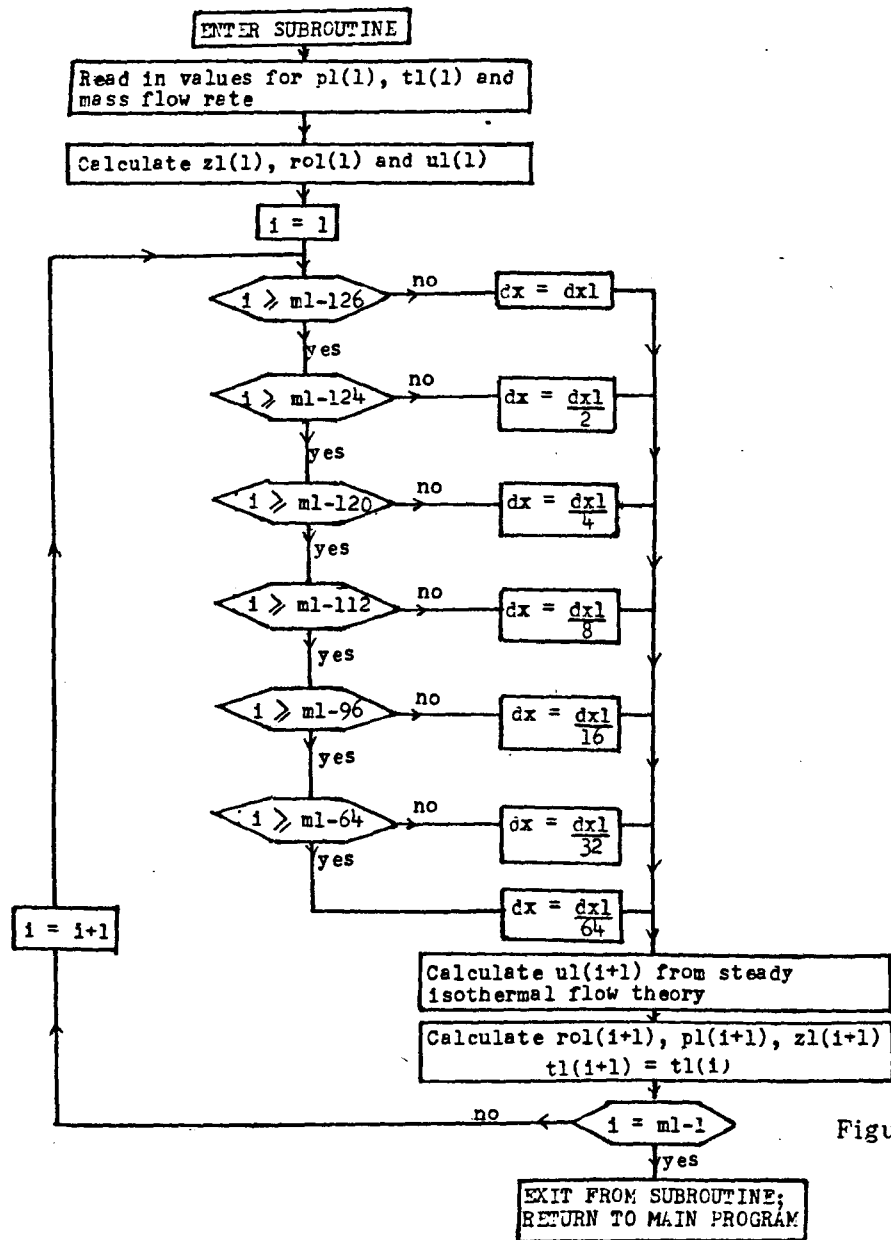 ENTER SUBROUTINE
Read in values for pl(1), tl(1) and
mass flow rate
Calculate zl(1), rol(1) and ul(1)
i = 1
i ⩾ ml-126
no
dx = dxl
yes
i ⩾ ml-124
no
dx = dxl
2
yes
i ⩾ ml-120
no
dx = dxl
4
yes
i ⩾ ml-112
no
dx = dxl
8
yes
i ⩾ ml-96
no
dx = dxl
16
yes
i ⩾ ml-64
no
dx = dxl
32
yes
dx = dxl
64
i = i+1
Calculate ul(i+1) from steady
isothermal flow theory
Calculate rol(i+1), pl(i+1), zl(i+1)
tl(i+1) = tl(i)
no
i = ml-1
Figu
yes
EXIT FROM SUBROUTINE;
RETURN TO MAIN PROGRAM